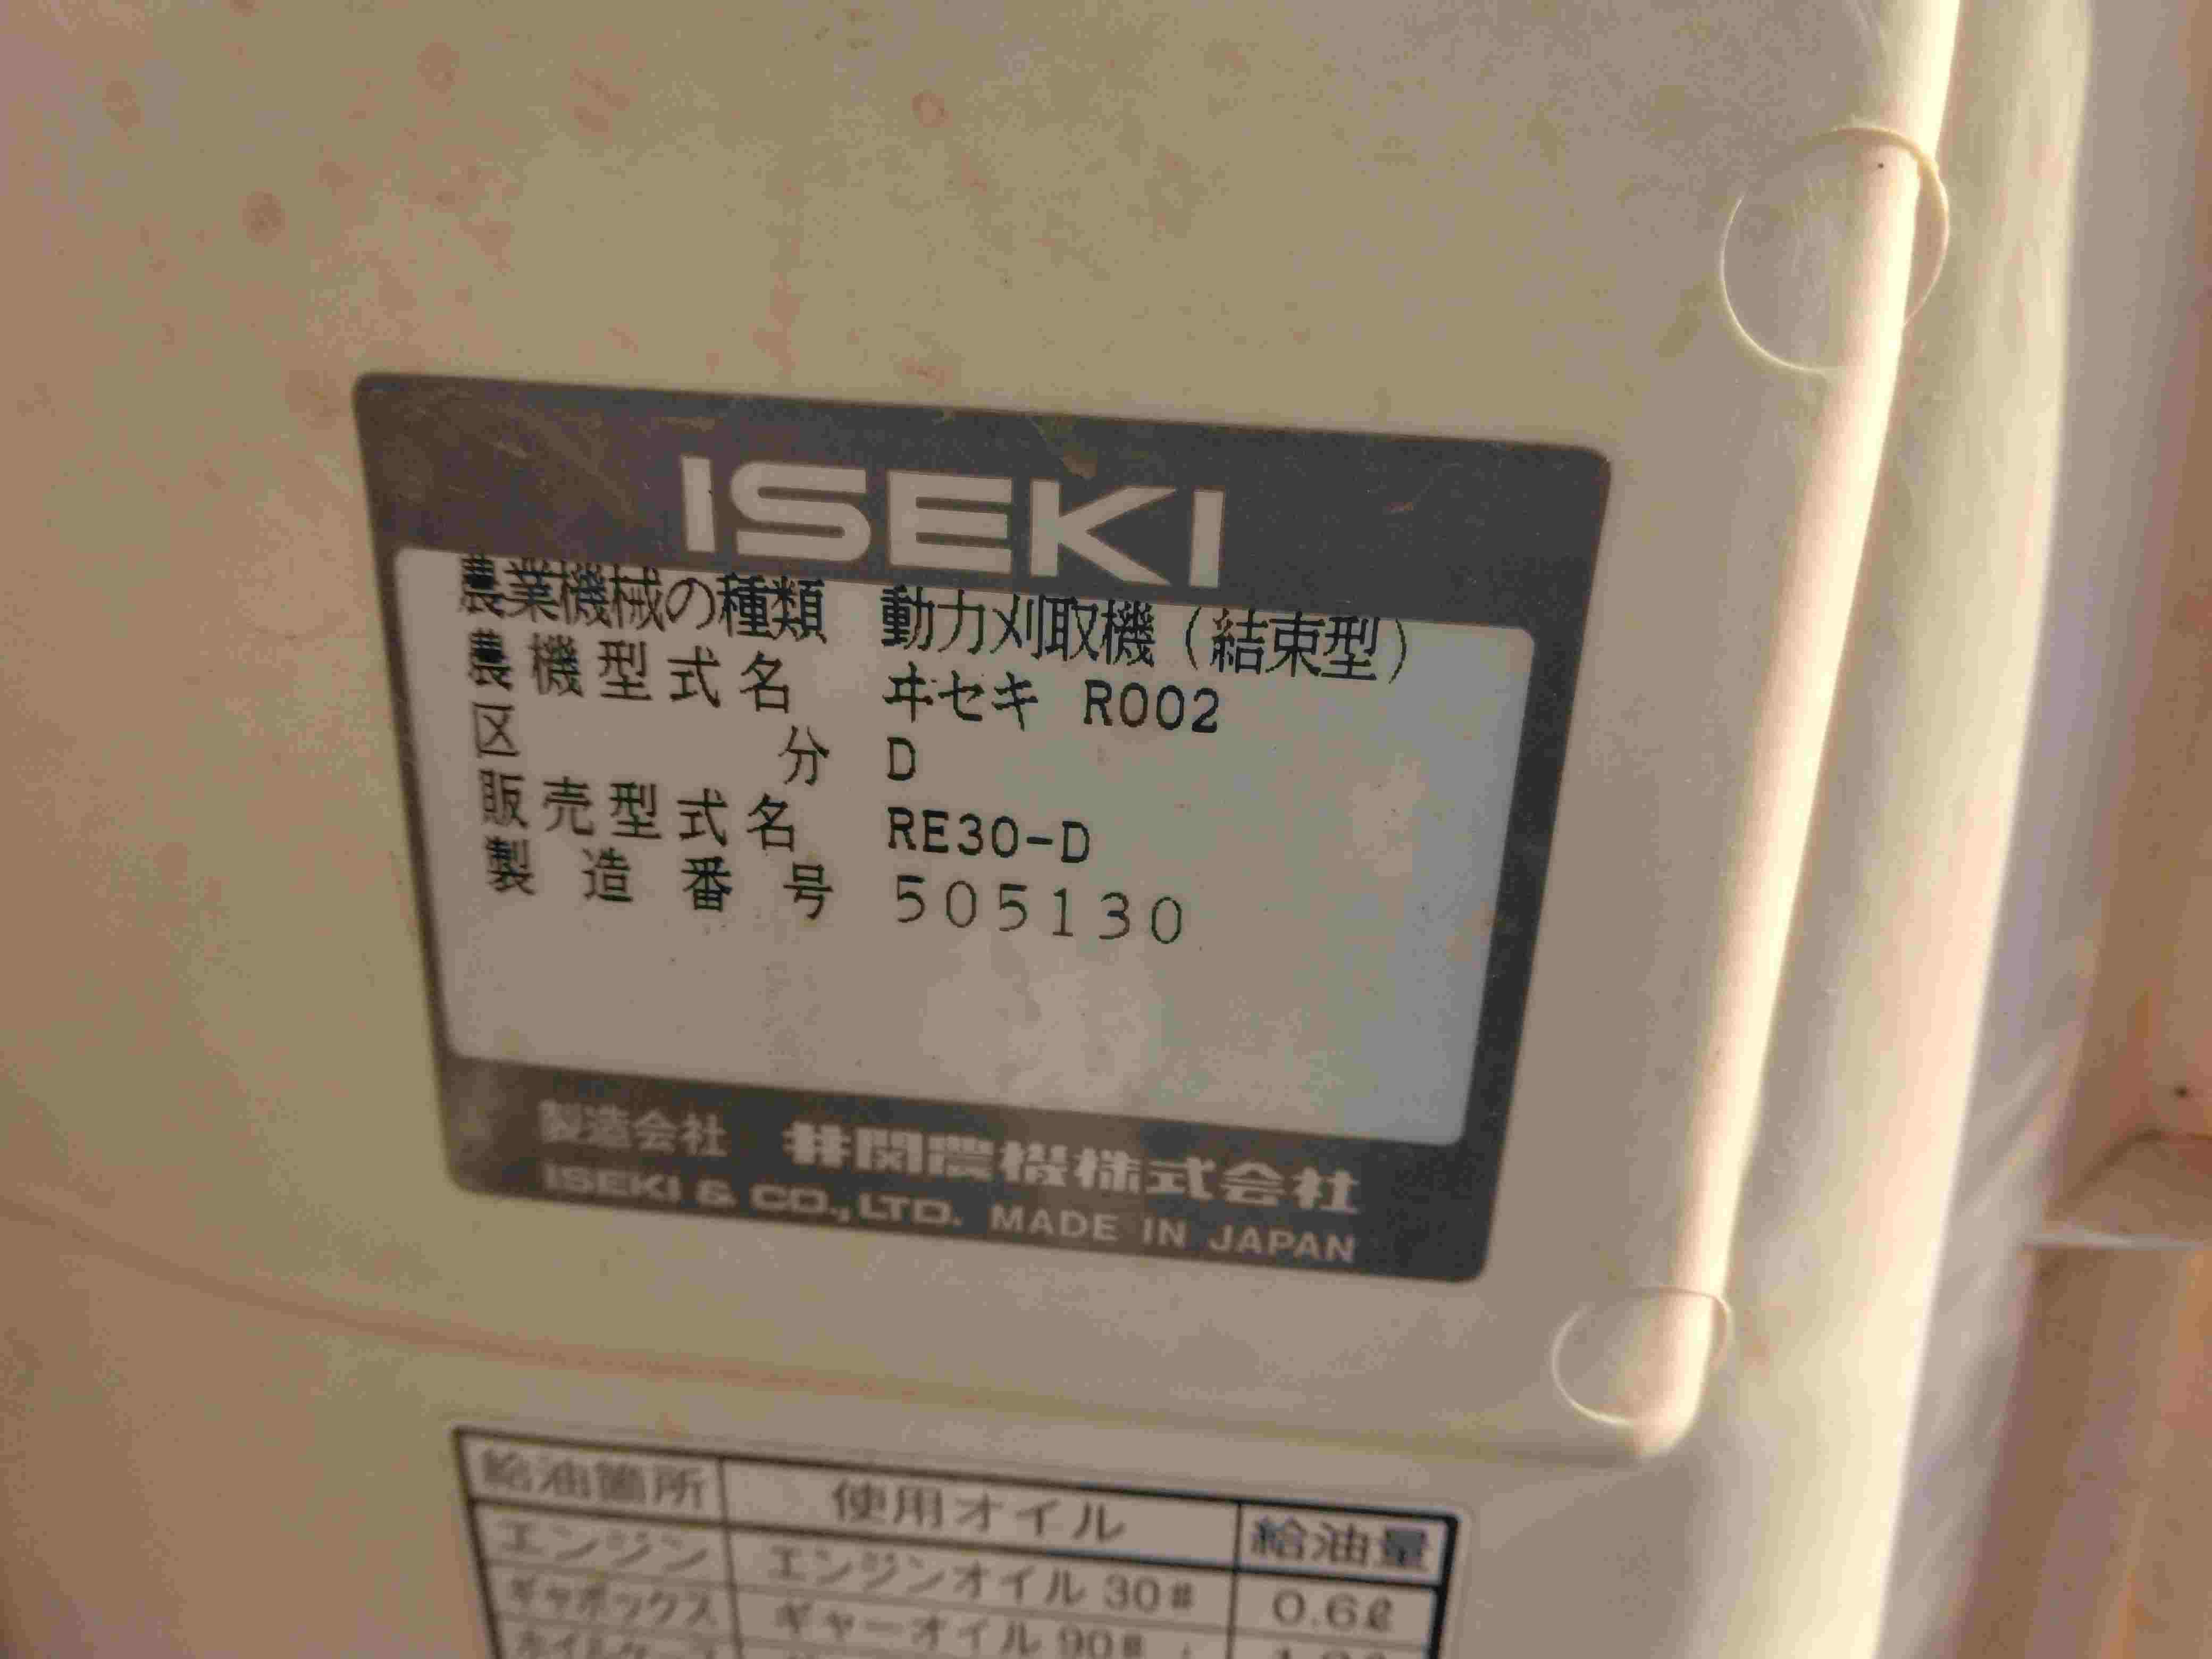 ISEKI
農業機械の種類 動力刈取機(結束型)
農機型式名 ヰセキ R002
区分 D
販売型式名 RE30-D
製造番号 505130
製造会社 井関農機株式会社
ISEKI & CO.,LTD. MADE IN JAPAN
給油箇所 使用オイル 給油量
エンジン エンジンオイル 30# 0.6ℓ
ギヤボックス ギヤーオイル 90#